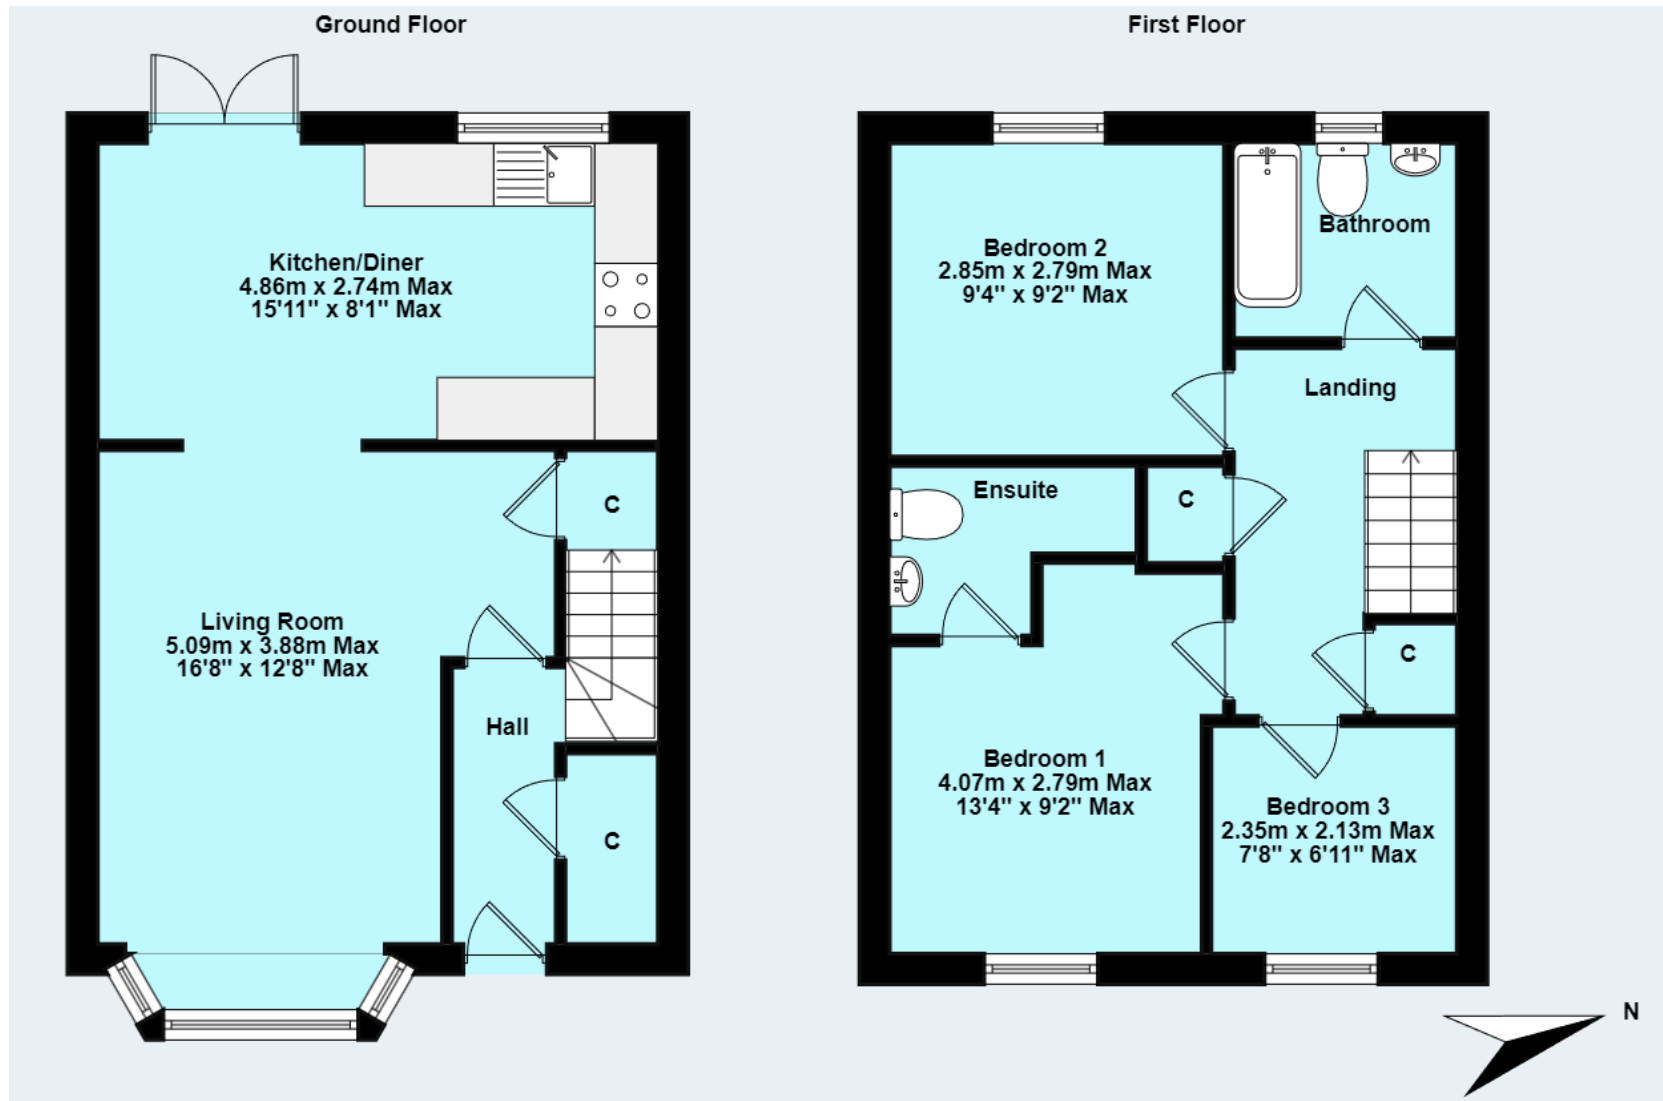 Ground Floor
Kitchen/Diner
4.86m x 2.74m Max
15'11" x 8'1" Max
C
Living Room
5.09m x 3.88m Max
16'8" x 12'8" Max
Hall
C
First Floor
Bathroom
Bedroom 2
2.85m x 2.79m Max
9'4" x 9'2" Max
Landing
Ensuite
C
C
Bedroom 1
4.07m x 2.79m Max
13'4" x 9'2" Max
Bedroom 3
2.35m x 2.13m Max
7'8" x 6'11" Max
N